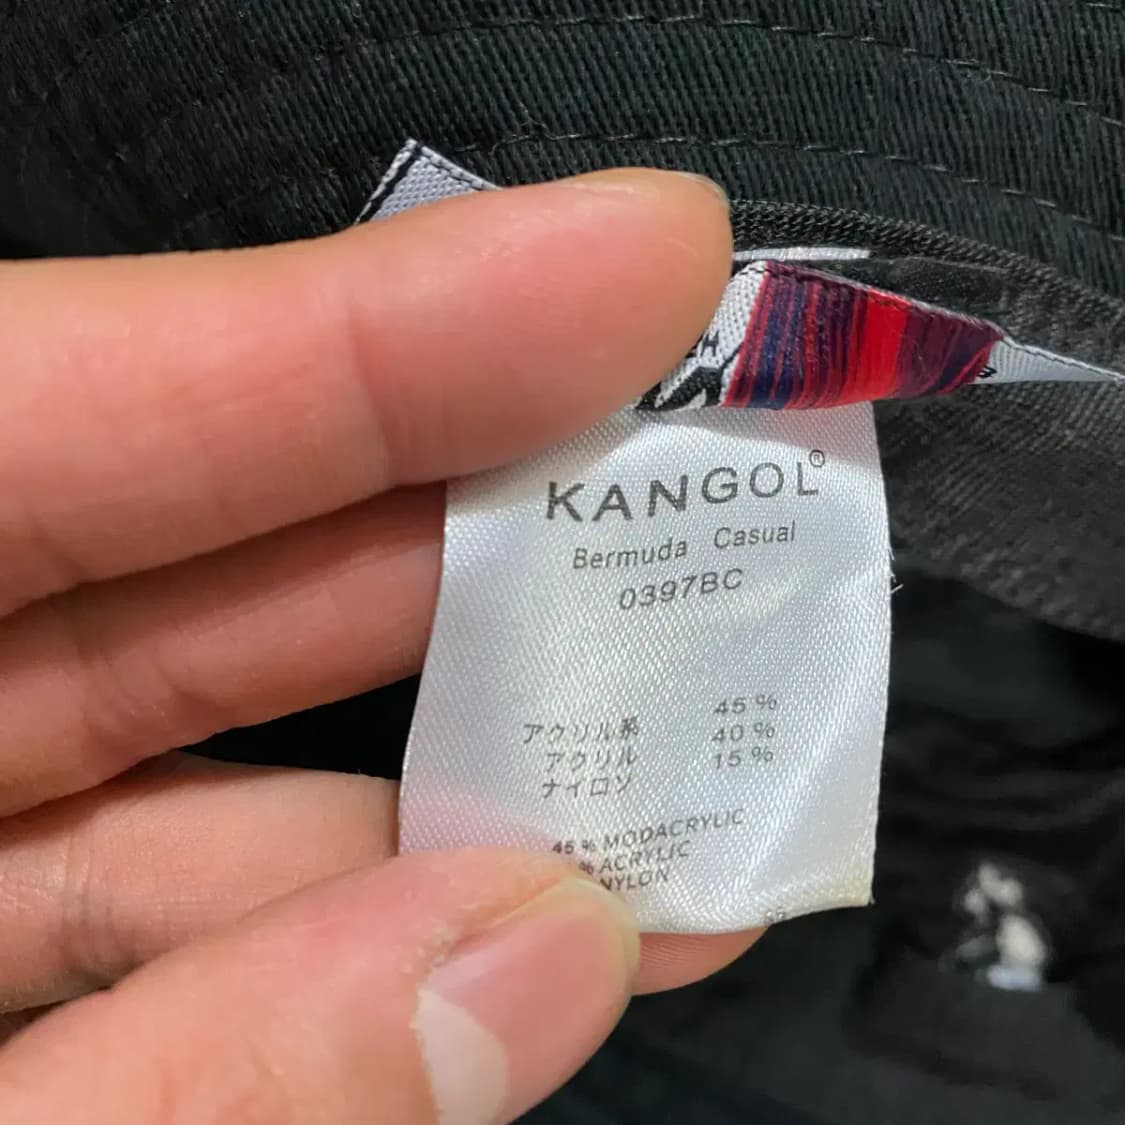 KANGOL®
Bermuda Casual
0397BC
アクリル系 45 %
アクリル 40 %
ナイロン 15 %
45 % MODACRYLIC
% ACRYLIC
NYLON